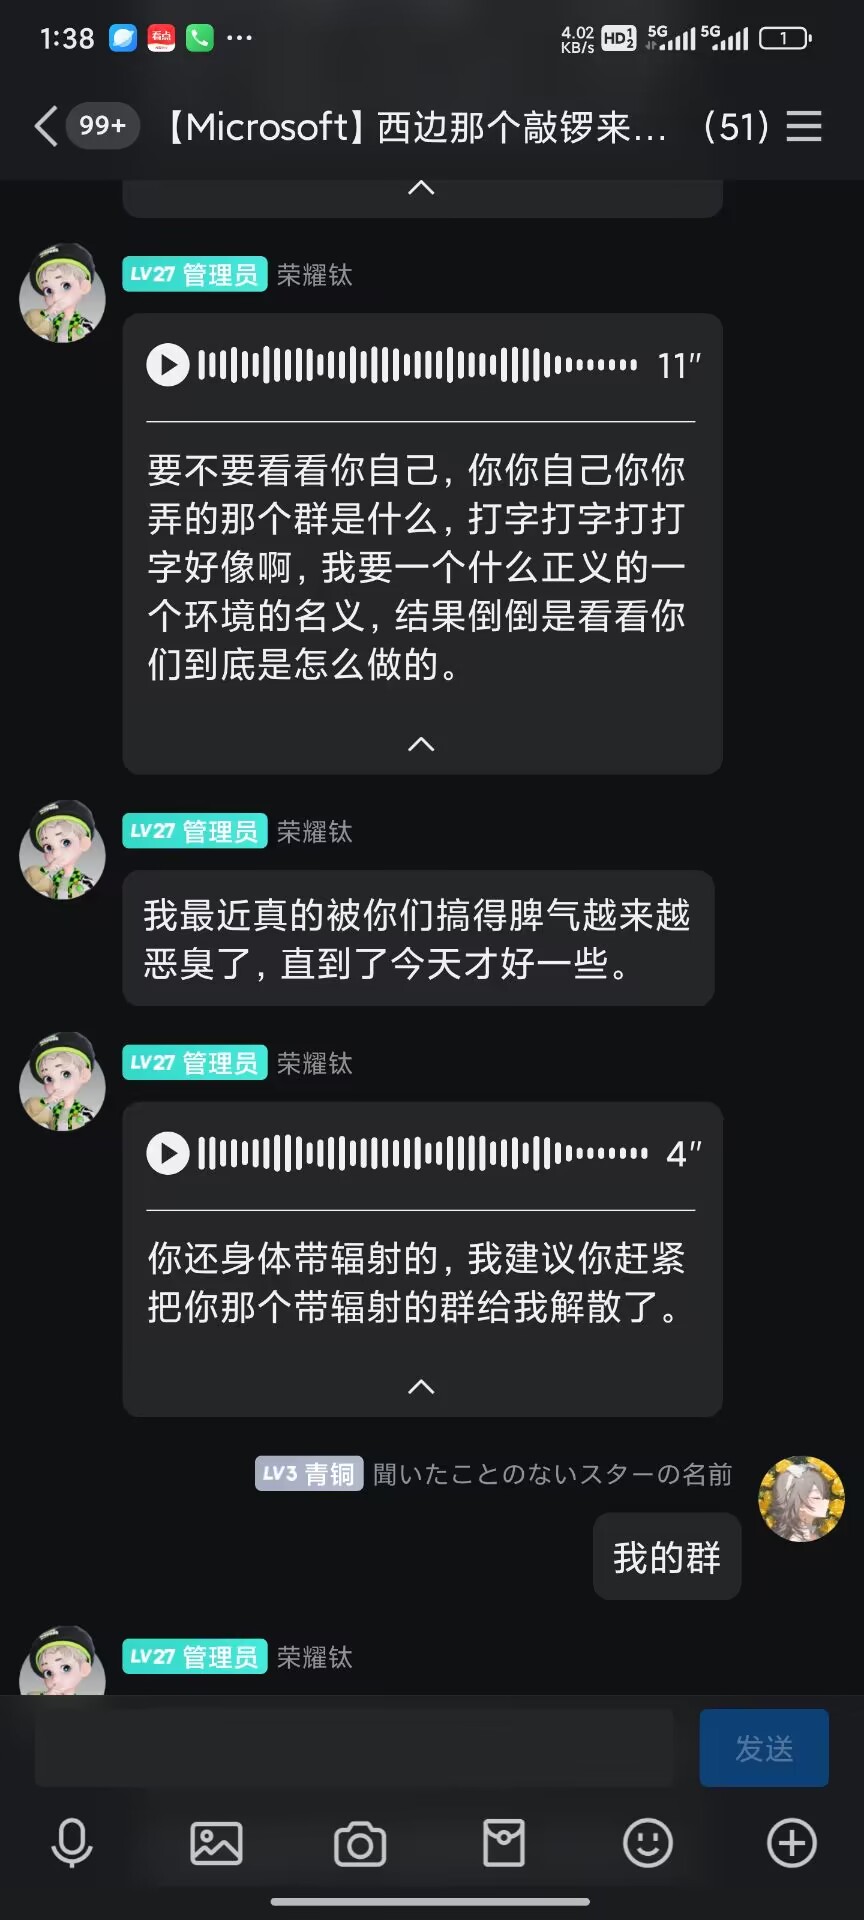 1:38
看点
4.02
KB/s
HD
5G
5G
1
99+
【Microsoft】西边那个敲锣来...
(51)
LV27 管理员 荣耀钛
11"
要不要看看你自己，你你自己你你
弄的那个群是什么，打字打字打打
字好像啊，我要一个什么正义的一
个环境的名义，结果倒倒是看看你
们到底是怎么做的。
LV27 管理员 荣耀钛
我最近真的被你们搞得脾气越来越
恶臭了，直到了今天才好一些。
LV27 管理员 荣耀钛
4"
你还身体带辐射的，我建议你赶紧
把你那个带辐射的群给我解散了。
LV3 青铜 聞いたことのないスターの名前
我的群
LV27 管理员 荣耀钛
发送